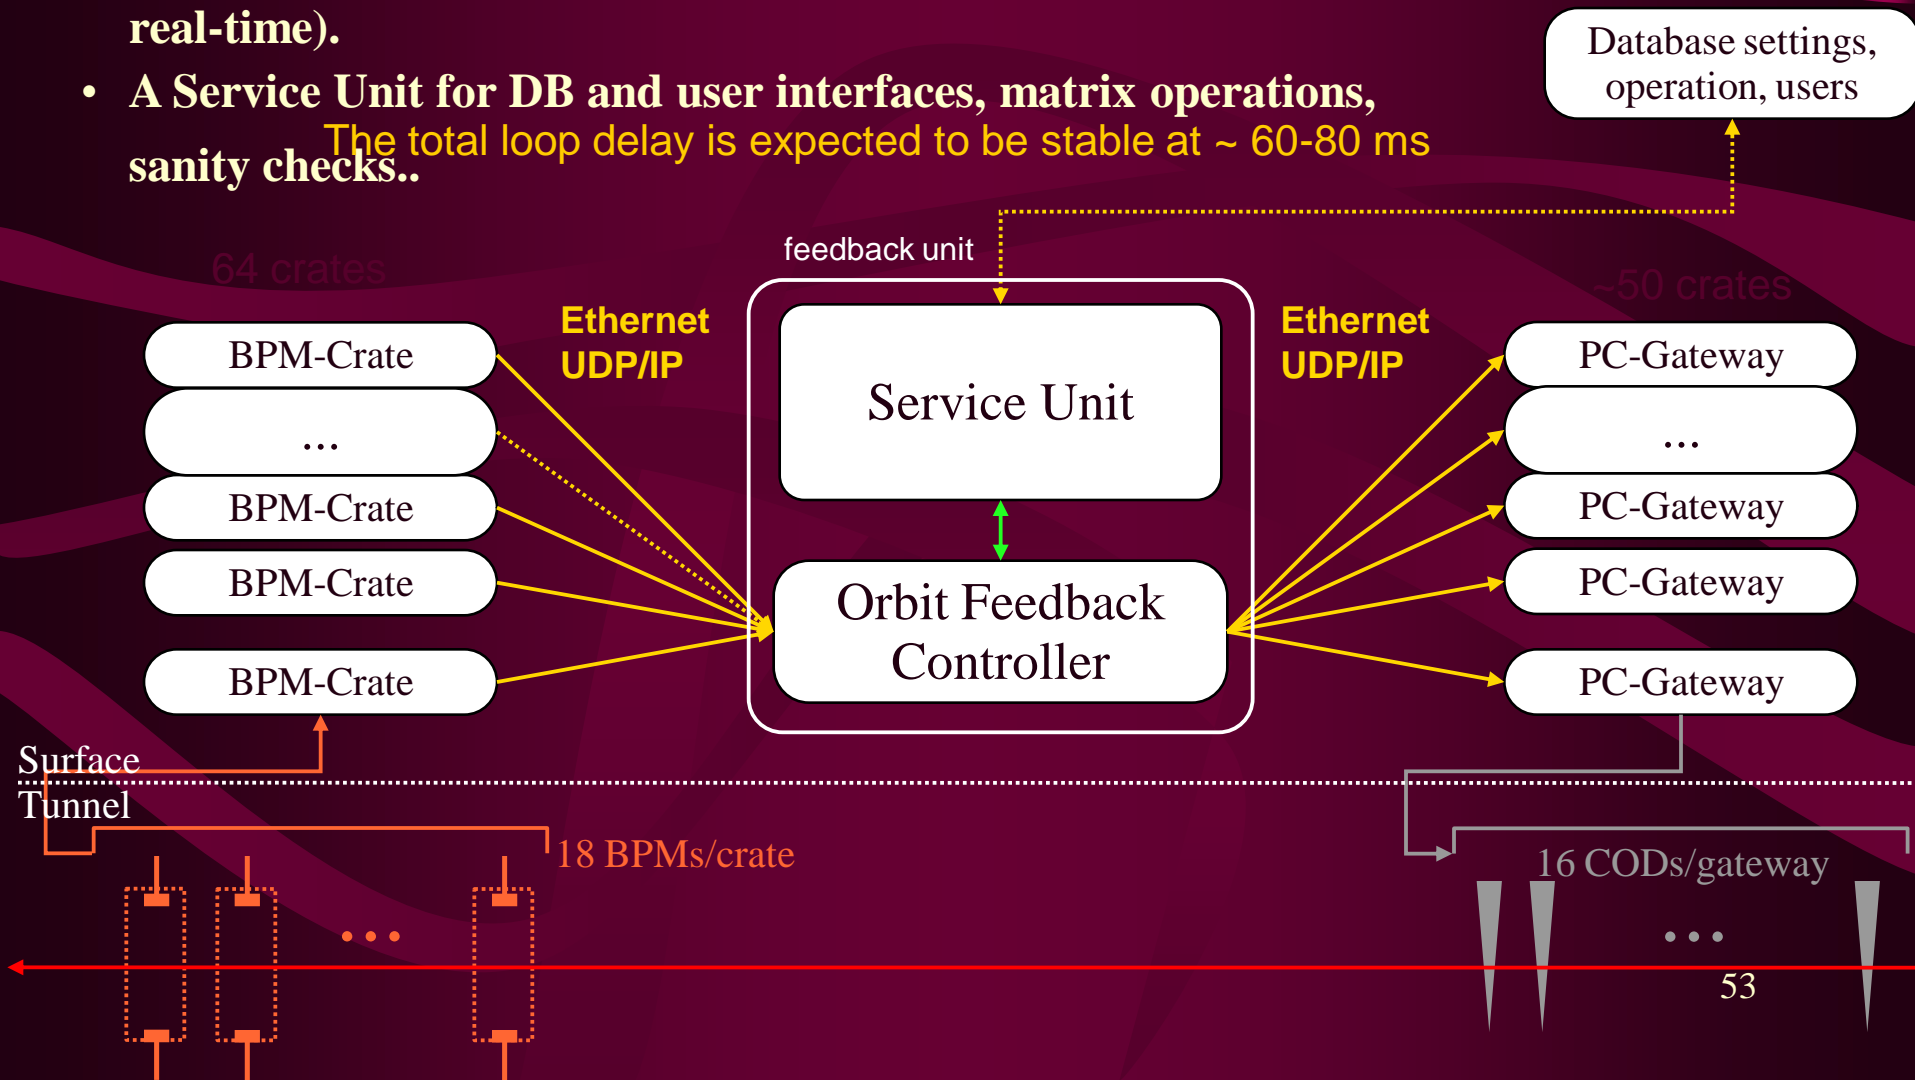 real-time).
• A Service Unit for DB and user interfaces, matrix operations,
sanity checks..
The total loop delay is expected to be stable at ~ 60-80 ms
Database settings,
operation, users
feedback unit
64 crates
~50 crates
Ethernet
UDP/IP
Ethernet
UDP/IP
BPM-Crate
...
BPM-Crate
BPM-Crate
BPM-Crate
Service Unit
Orbit Feedback
Controller
PC-Gateway
...
PC-Gateway
PC-Gateway
PC-Gateway
Surface
Tunnel
18 BPMs/crate
16 CODs/gateway
53